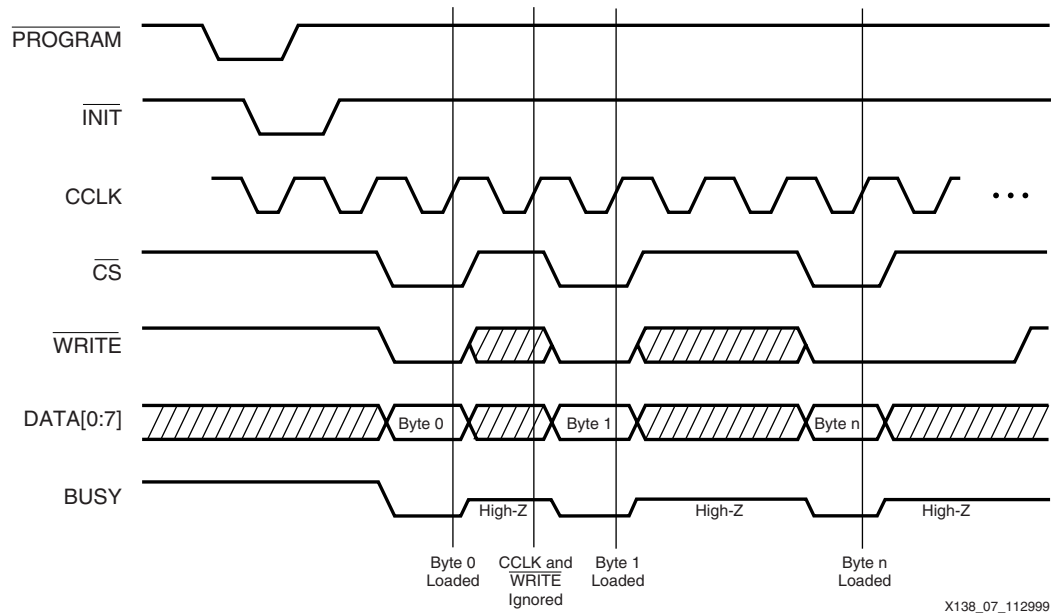 PROGRAM
INIT
CCLK
• • •
CS
WRITE
DATA[0:7]
Byte 0
Byte 1
Byte n
BUSY
High-Z
High-Z
High-Z
Byte 0
Loaded
CCLK and
WRITE
Ignored
Byte 1
Loaded
Byte n
Loaded
X138_07_112999